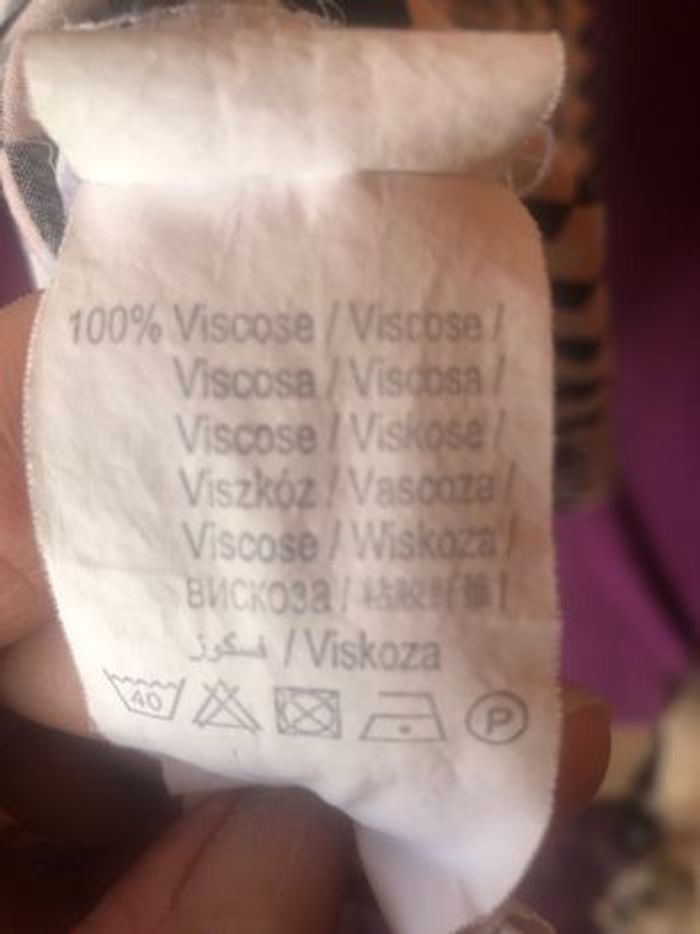 100% Viscose / Viscose /
Viscosa / Viscosa /
Viscose / Viskose /
Viszkóz / Vascoza /
Viscose / Wiskoza /
вискоза / 粘胶纤维 /
فسكوز / Viskoza
40 P